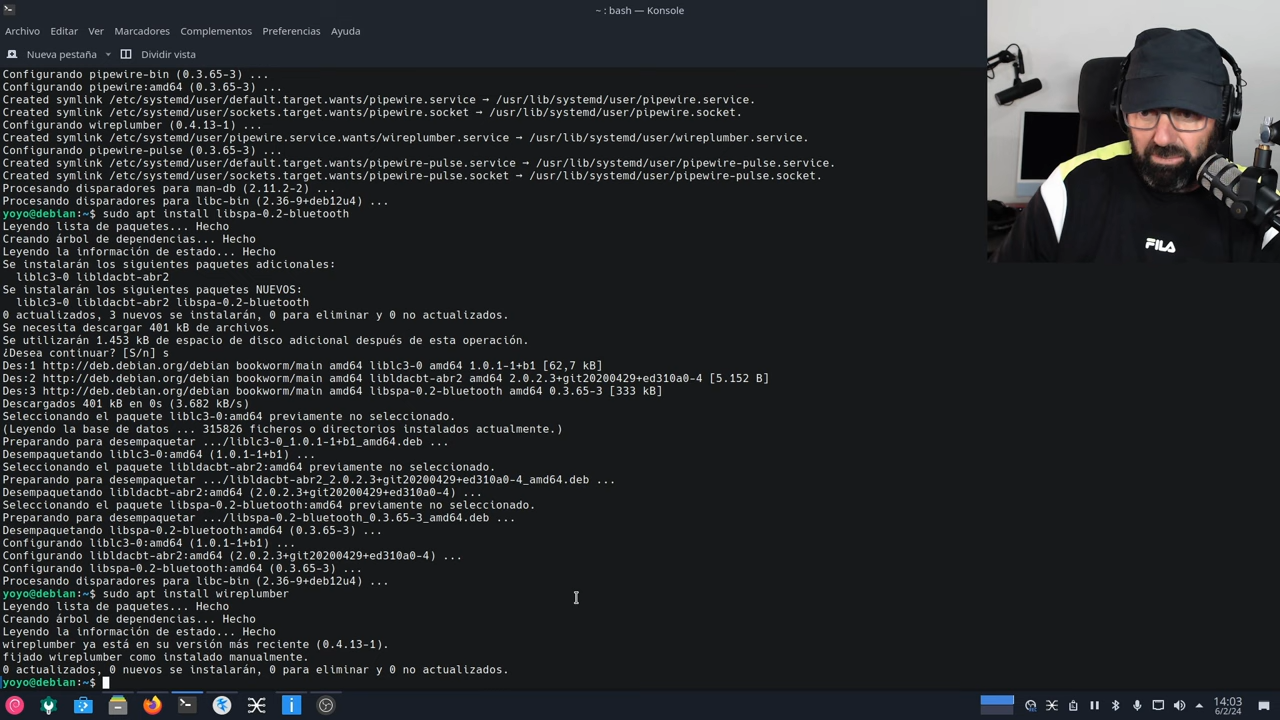 ~ : bash — Konsole
Archivo Editar Ver Marcadores Complementos Preferencias Ayuda
Nueva pestaña Dividir vista
Configurando pipewire-bin (0.3.65-3) ...
Configurando pipewire:amd64 (0.3.65-3) ...
Created symlink /etc/systemd/user/default.target.wants/pipewire.service → /usr/lib/systemd/user/pipewire.service.
Created symlink /etc/systemd/user/sockets.target.wants/pipewire.socket → /usr/lib/systemd/user/pipewire.socket.
Configurando wireplumber (0.4.13-1) ...
Created symlink /etc/systemd/user/pipewire.service.wants/wireplumber.service → /usr/lib/systemd/user/wireplumber.service.
Configurando pipewire-pulse (0.3.65-3) ...
Created symlink /etc/systemd/user/default.target.wants/pipewire-pulse.service → /usr/lib/systemd/user/pipewire-pulse.service.
Created symlink /etc/systemd/user/sockets.target.wants/pipewire-pulse.socket → /usr/lib/systemd/user/pipewire-pulse.socket.
Procesando disparadores para man-db (2.11.2-2) ...
Procesando disparadores para libc-bin (2.36-9+deb12u4) ...
yoyo@debian:~$ sudo apt install libspa-0.2-bluetooth
Leyendo lista de paquetes... Hecho
Creando árbol de dependencias... Hecho
Leyendo la información de estado... Hecho
Se instalarán los siguientes paquetes adicionales:
liblc3-0 libldacbt-abr2
Se instalarán los siguientes paquetes NUEVOS:
liblc3-0 libldacbt-abr2 libspa-0.2-bluetooth
0 actualizados, 3 nuevos se instalarán, 0 para eliminar y 0 no actualizados.
Se necesita descargar 401 kB de archivos.
Se utilizarán 1.453 kB de espacio de disco adicional después de esta operación.
¿Desea continuar? [S/n] s
Des:1 http://deb.debian.org/debian bookworm/main amd64 liblc3-0 amd64 1.0.1-1+b1 [62,7 kB]
Des:2 http://deb.debian.org/debian bookworm/main amd64 libldacbt-abr2 amd64 2.0.2.3+git20200429+ed310a0-4 [5.152 B]
Des:3 http://deb.debian.org/debian bookworm/main amd64 libspa-0.2-bluetooth amd64 0.3.65-3 [333 kB]
Descargados 401 kB en 0s (3.682 kB/s)
Seleccionando el paquete liblc3-0:amd64 previamente no seleccionado.
(Leyendo la base de datos ... 315826 ficheros o directorios instalados actualmente.)
Preparando para desempaquetar .../liblc3-0_1.0.1-1+b1_amd64.deb ...
Desempaquetando liblc3-0:amd64 (1.0.1-1+b1) ...
Seleccionando el paquete libldacbt-abr2:amd64 previamente no seleccionado.
Preparando para desempaquetar .../libldacbt-abr2_2.0.2.3+git20200429+ed310a0-4_amd64.deb ...
Desempaquetando libldacbt-abr2:amd64 (2.0.2.3+git20200429+ed310a0-4) ...
Seleccionando el paquete libspa-0.2-bluetooth:amd64 previamente no seleccionado.
Preparando para desempaquetar .../libspa-0.2-bluetooth_0.3.65-3_amd64.deb ...
Desempaquetando libspa-0.2-bluetooth:amd64 (0.3.65-3) ...
Configurando liblc3-0:amd64 (1.0.1-1+b1) ...
Configurando libldacbt-abr2:amd64 (2.0.2.3+git20200429+ed310a0-4) ...
Configurando libspa-0.2-bluetooth:amd64 (0.3.65-3) ...
Procesando disparadores para libc-bin (2.36-9+deb12u4) ...
yoyo@debian:~$ sudo apt install wireplumber
Leyendo lista de paquetes... Hecho
Creando árbol de dependencias... Hecho
Leyendo la información de estado... Hecho
wireplumber ya está en su versión más reciente (0.4.13-1).
fijado wireplumber como instalado manualmente.
0 actualizados, 0 nuevos se instalarán, 0 para eliminar y 0 no actualizados.
yoyo@debian:~$
FILA
14:03
6/2/24